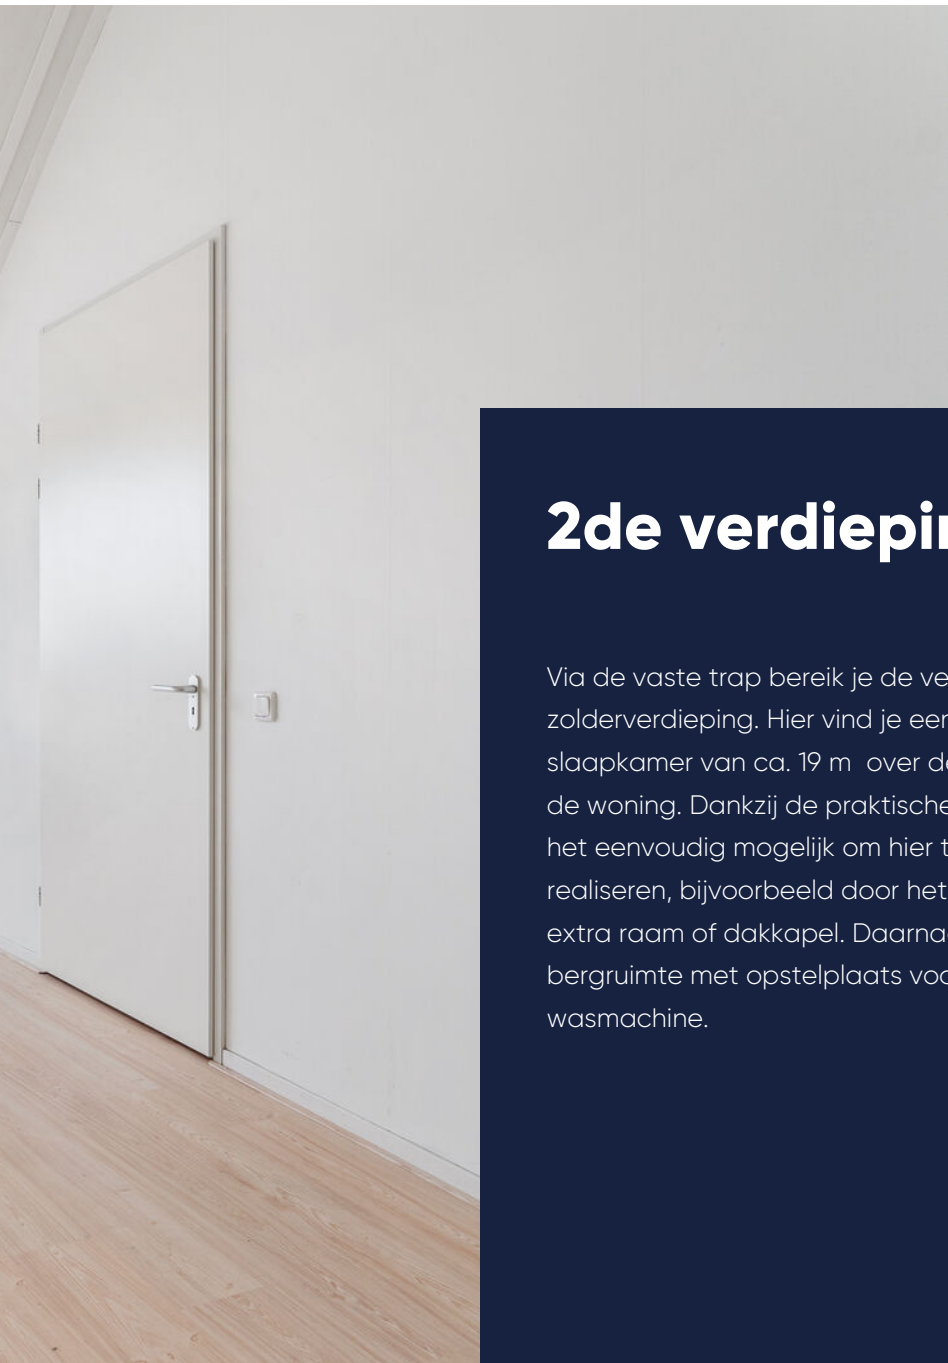 2de verdiepin
Via de vaste trap bereik je de ve
zolderverdieping. Hier vind je een
slaapkamer van ca. 19 m over de
de woning. Dankzij de praktische
het eenvoudig mogelijk om hier t
realiseren, bijvoorbeeld door het
extra raam of dakkapel. Daarna
bergruimte met opstelplaats voo
wasmachine.